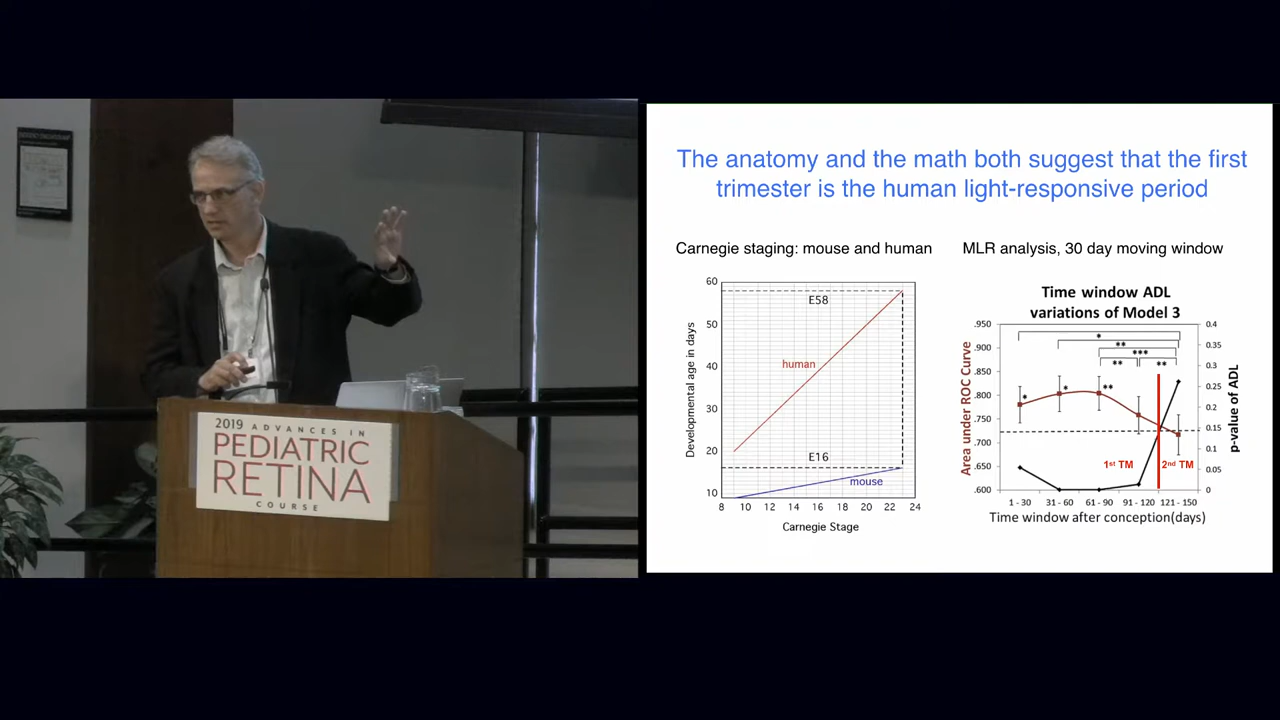 EMERGENCY EVACUATION MAP
2019 ADVANCES IN
PEDIATRIC
RETINA
COURSE
The anatomy and the math both suggest that the first
trimester is the human light-responsive period
Carnegie staging: mouse and human
60
50
40
30
20
10
Developmental age in days
E58
human
E16
mouse
8 10 12 14 16 18 20 22 24
Carnegie Stage
MLR analysis, 30 day moving window
Time window ADL
variations of Model 3
.950
.900
.850
.800
.750
.700
.650
.600
Area under ROC Curve
*
**
***
** **
* * **
1st TM 2nd TM
0.4
0.35
0.3
0.25
0.2
0.15
0.1
0.05
0
p-value of ADL
1 - 30 31 - 60 61 - 90 91 - 120 121 - 150
Time window after conception(days)